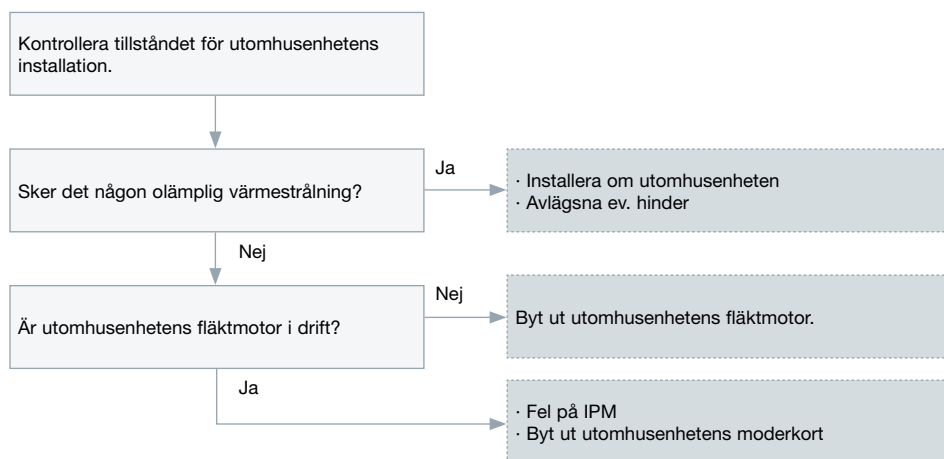 Kontrollera tillståndet för utomhusenhetens
installation.
Sker det någon olämplig värmestrålning?
Ja
· Installera om utomhusenheten
· Avlägsna ev. hinder
Nej
Är utomhusenhetens fläktmotor i drift?
Nej
Byt ut utomhusenhetens fläktmotor.
Ja
· Fel på IPM
· Byt ut utomhusenhetens moderkort